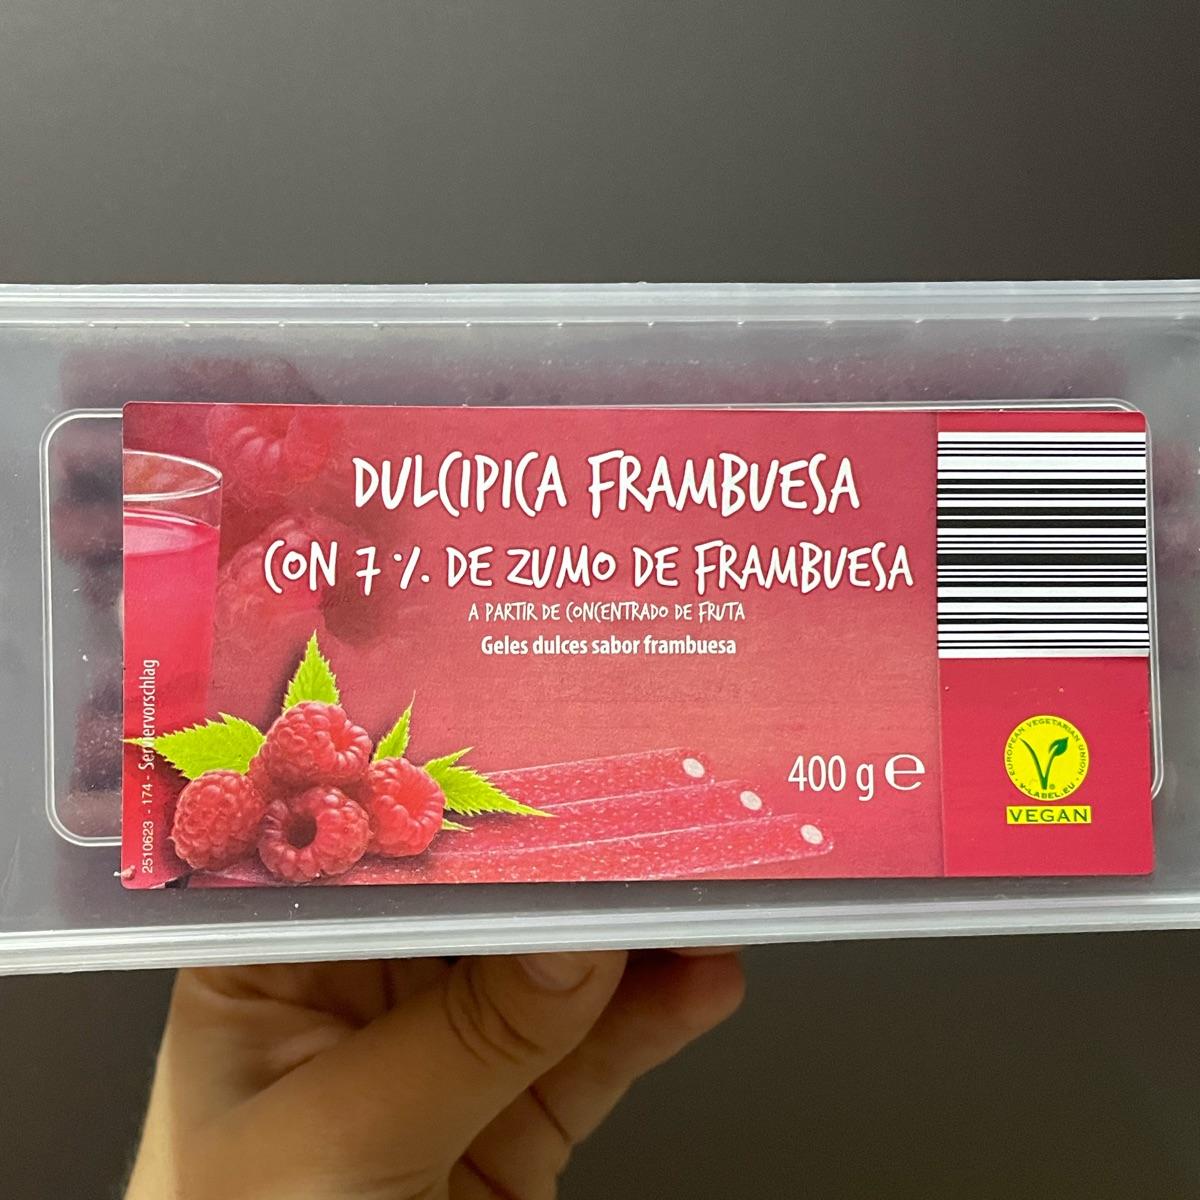 DULCIPICA FRAMBUESA
CON 7 % DE ZUMO DE FRAMBUESA
A PARTIR DE CONCENTRADO DE FRUTA
Geles dulces sabor frambuesa
400 g ℮
2510623 - 174 - Serviervorschlag
EUROPEAN VEGETARIAN UNION
V-LABEL.EU
VEGAN